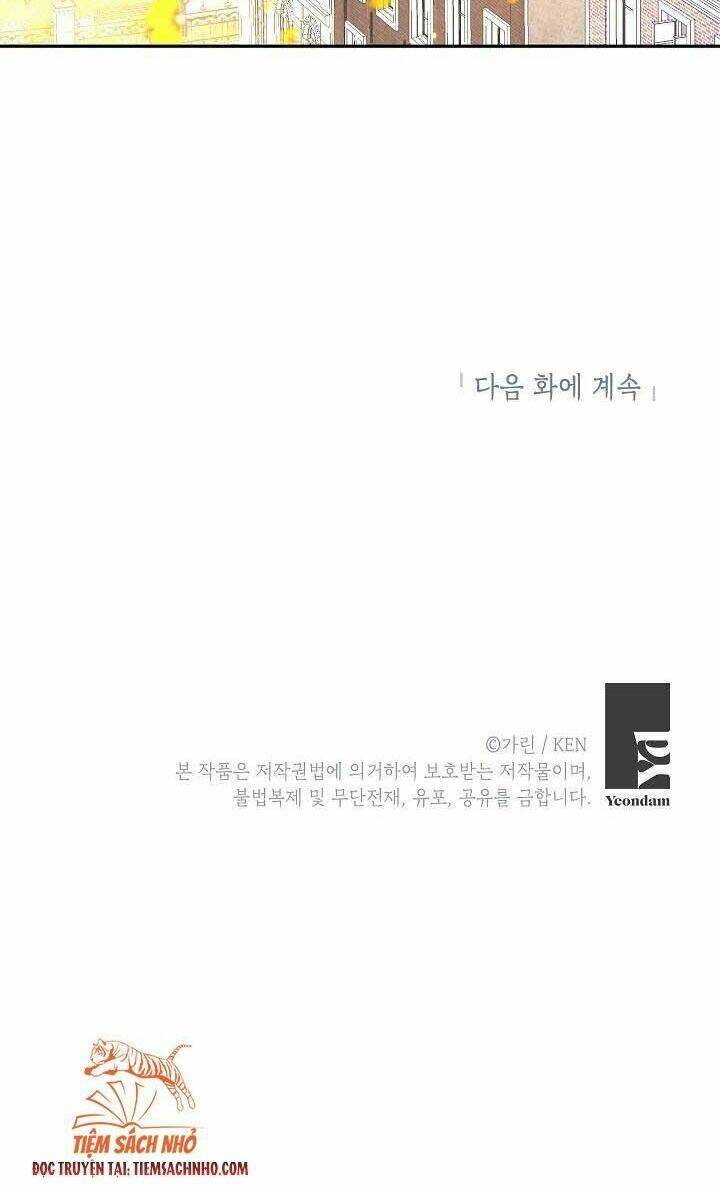 다음 화에 계속
©가린 / KEN
본 작품은 저작권법에 의거하여 보호받는 저작물이며,
불법복제 및 무단전재, 유포, 공유를 금합니다.
Ya
Yeondam
TIỆM SÁCH NHỎ
ĐỌC TRUYỆN TẠI: TIEMSACHNHO.COM